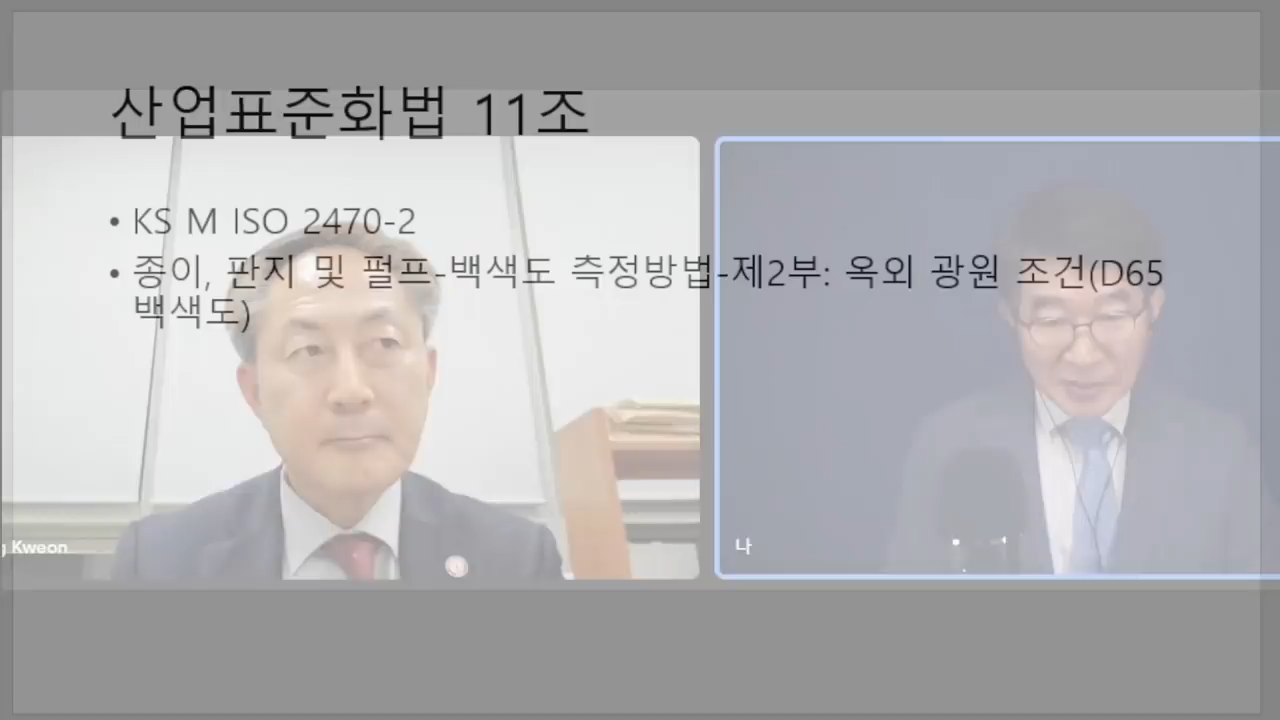 산업표준화법 11조
• KS M ISO 2470-2
• 종이, 판지 및 펄프-백색도 측정방법-제2부: 옥외 광원 조건(D65
백색도)
Kweon
나